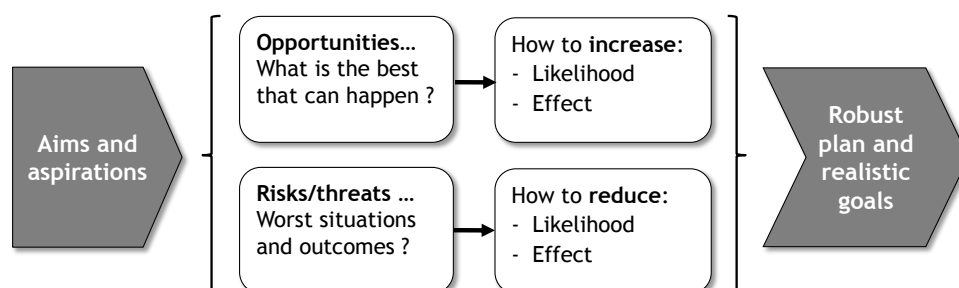 Aims and
aspirations
Opportunities…
What is the best
that can happen ?
How to increase:
- Likelihood
- Effect
Risks/threats …
Worst situations
and outcomes ?
How to reduce:
- Likelihood
- Effect
Robust
plan and
realistic
goals